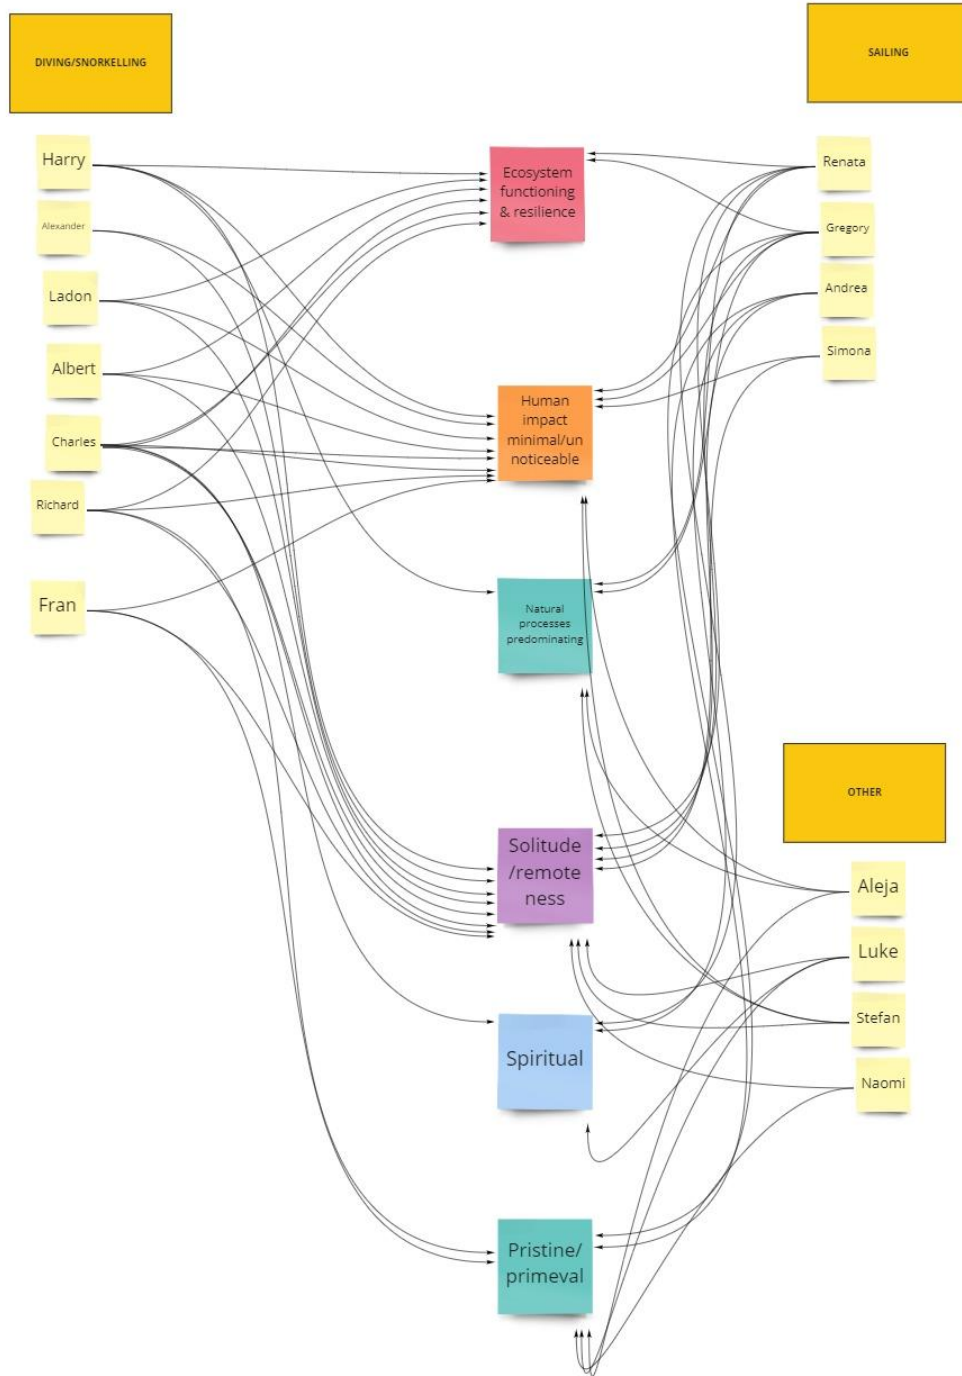 DIVING/SNORKELLING
SAILING
Harry
Alexander
Ladon
Albert
Charles
Richard
Fran
Ecosystem
functioning
& resilience
Human
impact
minimal/un
noticeable
Natural
processes
predominating
Solitude
/remote
ness
Spiritual
Pristine/
primeval
Renata
Gregory
Andrea
Simona
OTHER
Aleja
Luke
Stefan
Naomi